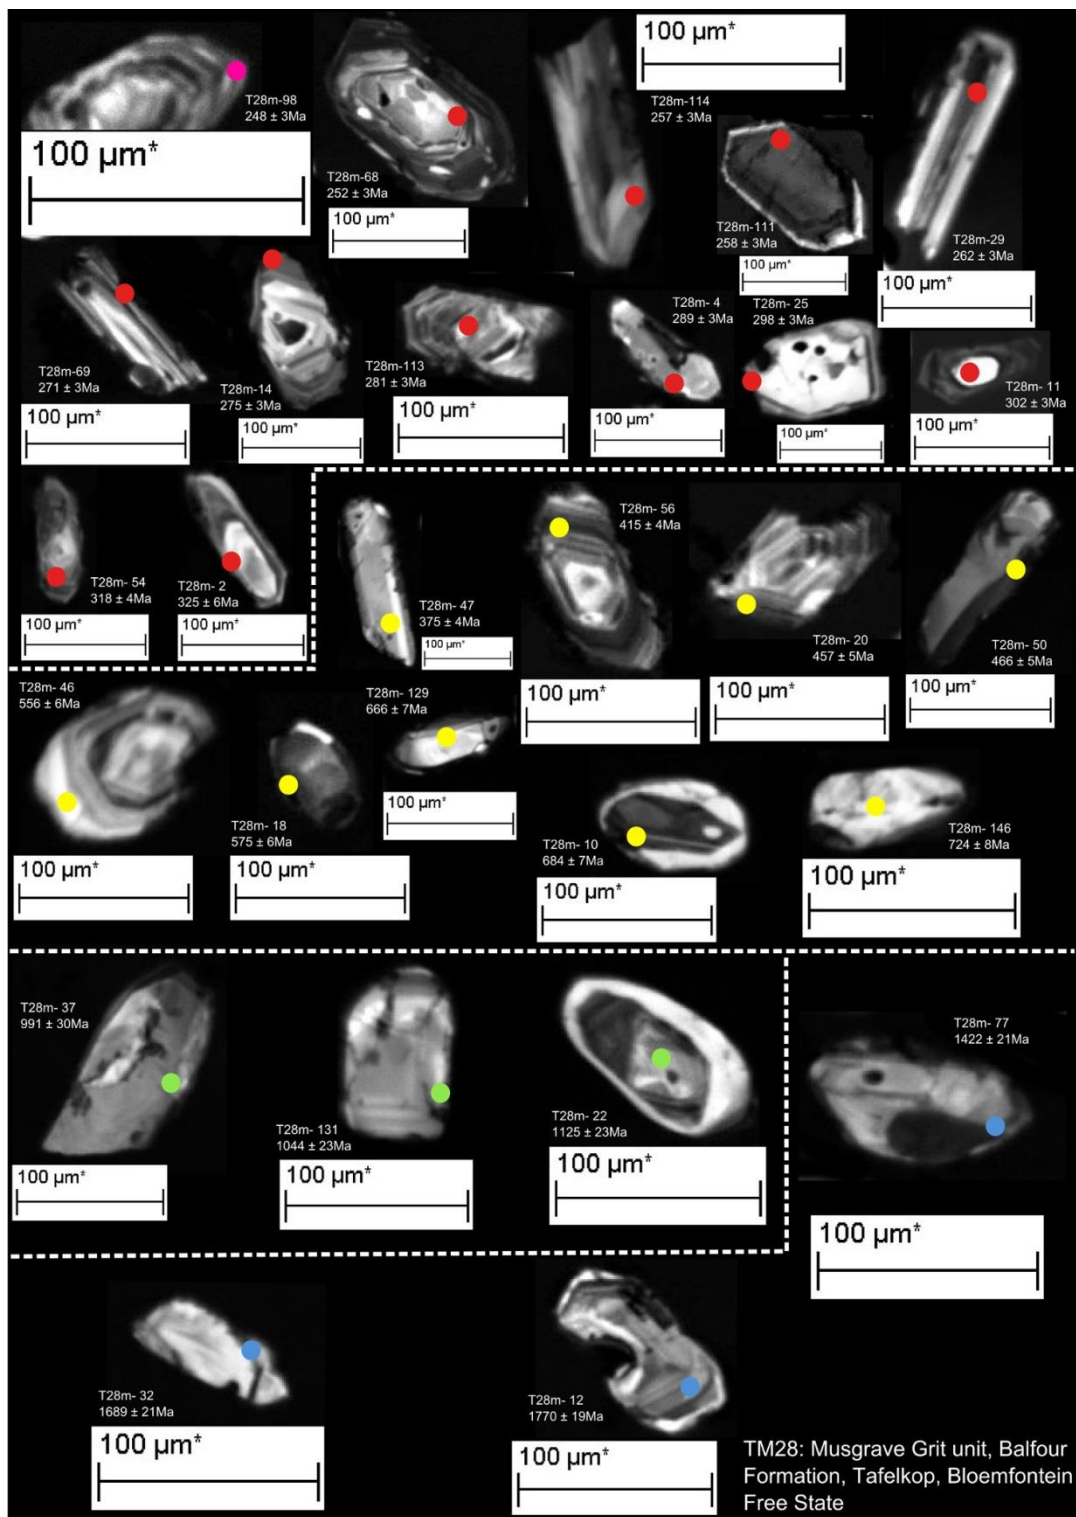 100 µm*
T28m-98
248 ± 3Ma
100 µm*
T28m-68
252 ± 3Ma
100 µm*
T28m-114
257 ± 3Ma
T28m-111
258 ± 3Ma
100 µm*
T28m-29
262 ± 3Ma
100 µm*
T28m-69
271 ± 3Ma
100 µm*
T28m-14
275 ± 3Ma
100 µm*
T28m-113
281 ± 3Ma
100 µm*
T28m- 4
289 ± 3Ma
100 µm*
T28m- 25
298 ± 3Ma
100 µm*
T28m- 11
302 ± 3Ma
100 µm*
T28m- 54
318 ± 4Ma
100 µm*
T28m- 2
325 ± 6Ma
100 µm*
T28m- 47
375 ± 4Ma
100 µm*
T28m- 56
415 ± 4Ma
100 µm*
T28m- 20
457 ± 5Ma
100 µm*
T28m- 50
466 ± 5Ma
100 µm*
T28m- 46
556 ± 6Ma
100 µm*
T28m- 18
575 ± 6Ma
100 µm*
T28m- 129
666 ± 7Ma
100 µm*
T28m- 10
684 ± 7Ma
100 µm*
T28m- 146
724 ± 8Ma
100 µm*
T28m- 37
991 ± 30Ma
100 µm*
T28m- 131
1044 ± 23Ma
100 µm*
T28m- 22
1125 ± 23Ma
100 µm*
T28m- 77
1422 ± 21Ma
100 µm*
T28m- 32
1689 ± 21Ma
100 µm*
T28m- 12
1770 ± 19Ma
100 µm*
TM28: Musgrave Grit unit, Balfour
Formation, Tafelkop, Bloemfontein
Free State